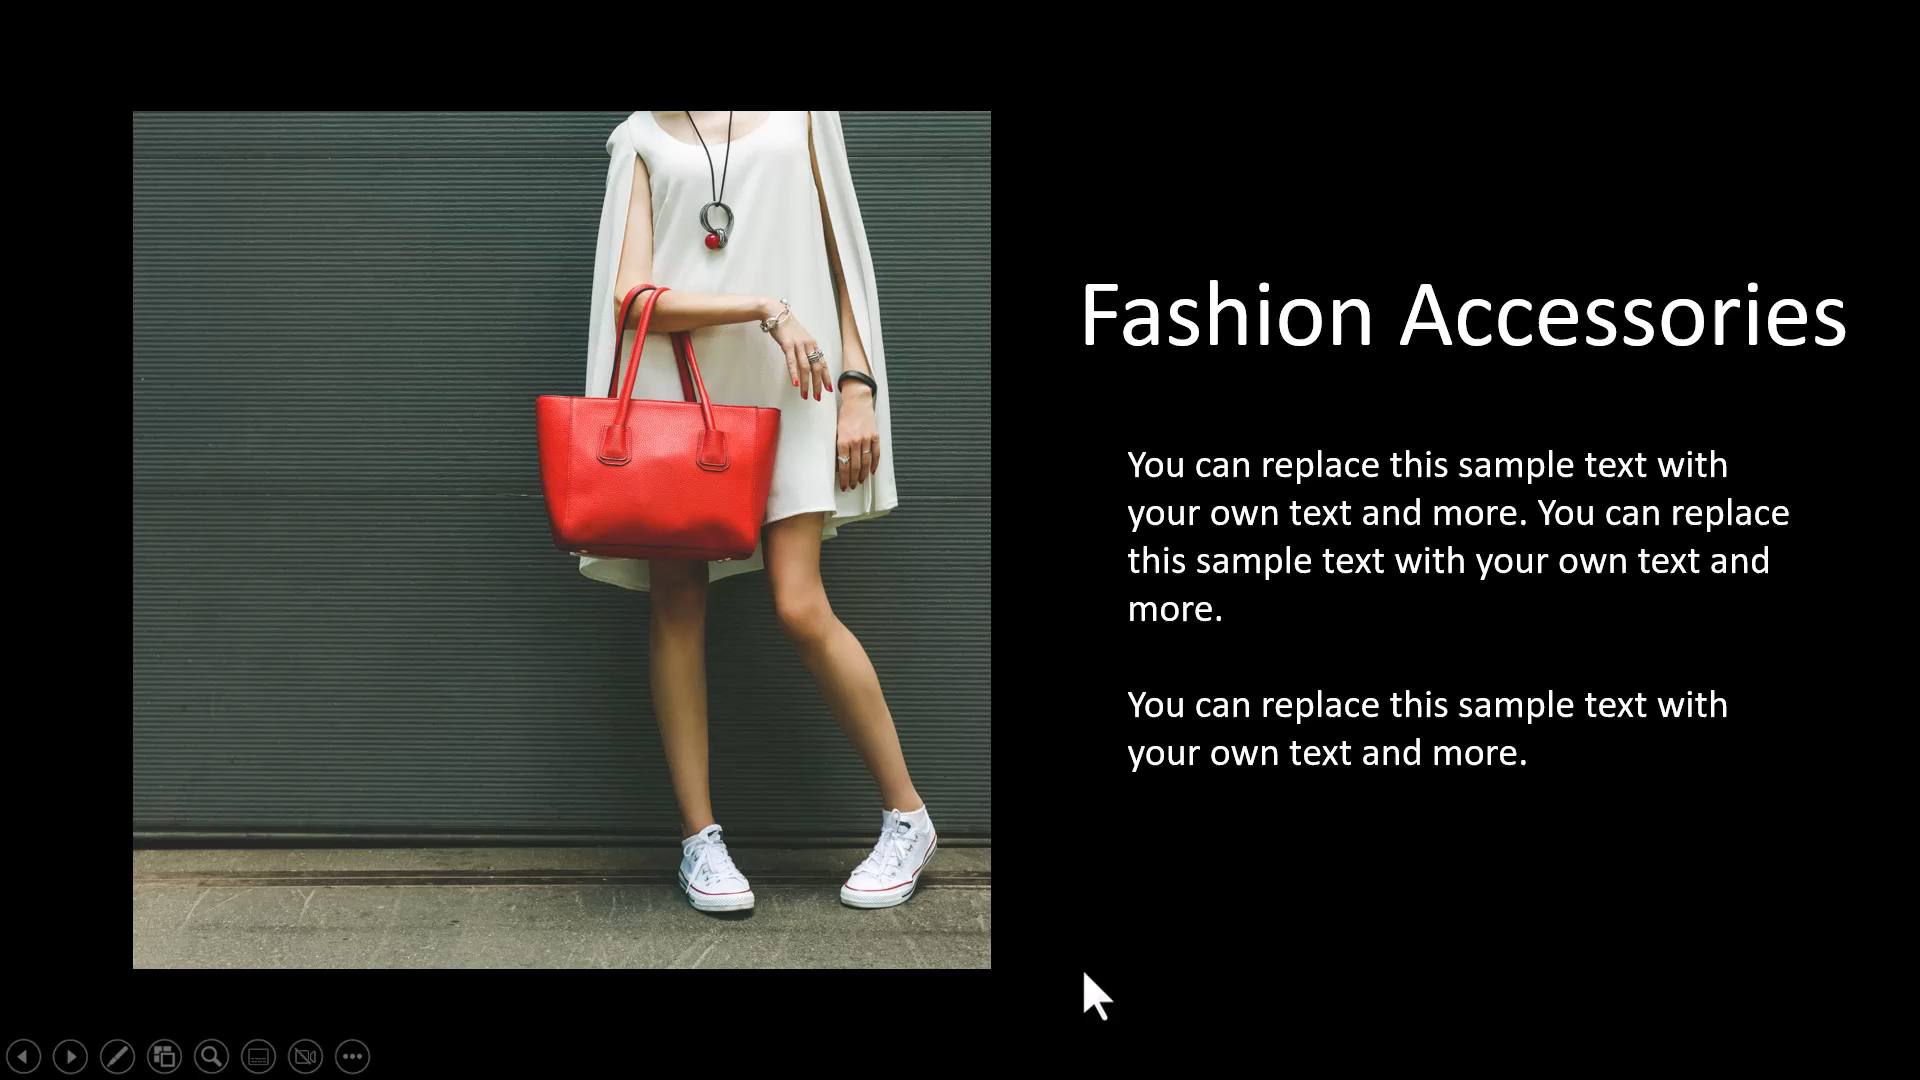 Fashion Accessories
You can replace this sample text with
your own text and more. You can replace
this sample text with your own text and
more.
You can replace this sample text with
your own text and more.